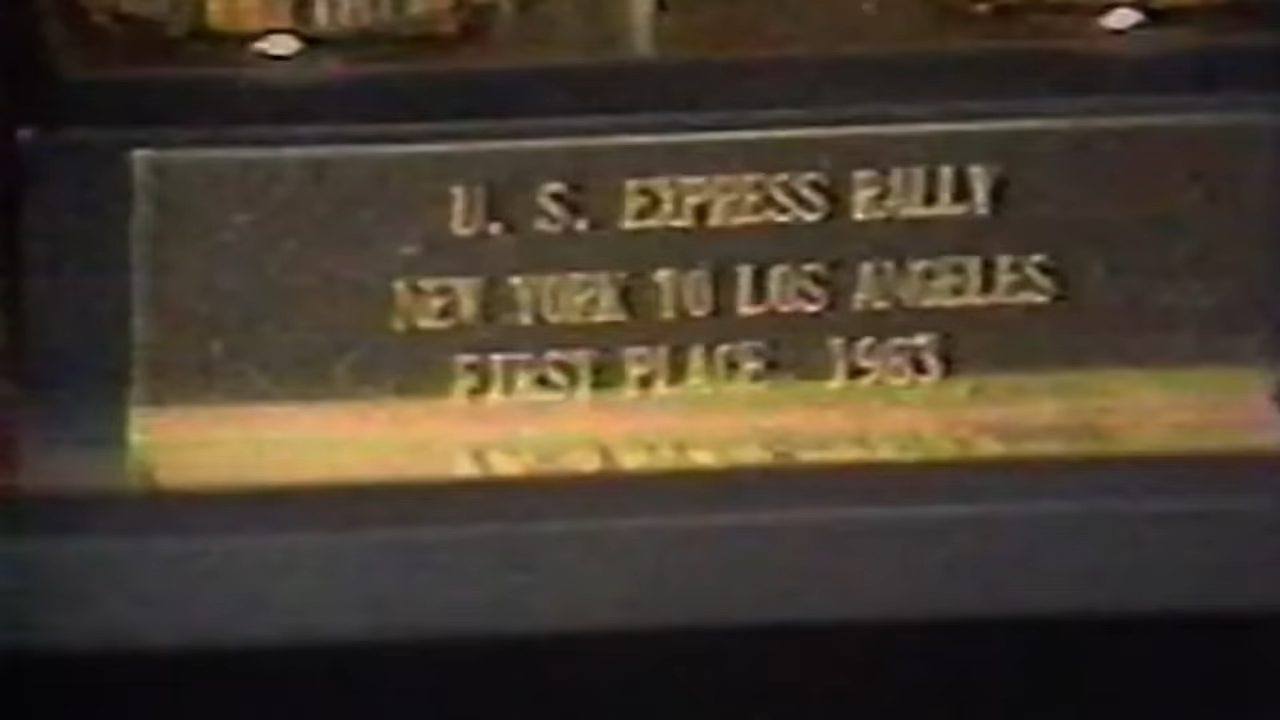 U. S. EXPRESS RALLY
NEW YORK TO LOS ANGELES
FIRST PLACE 1983